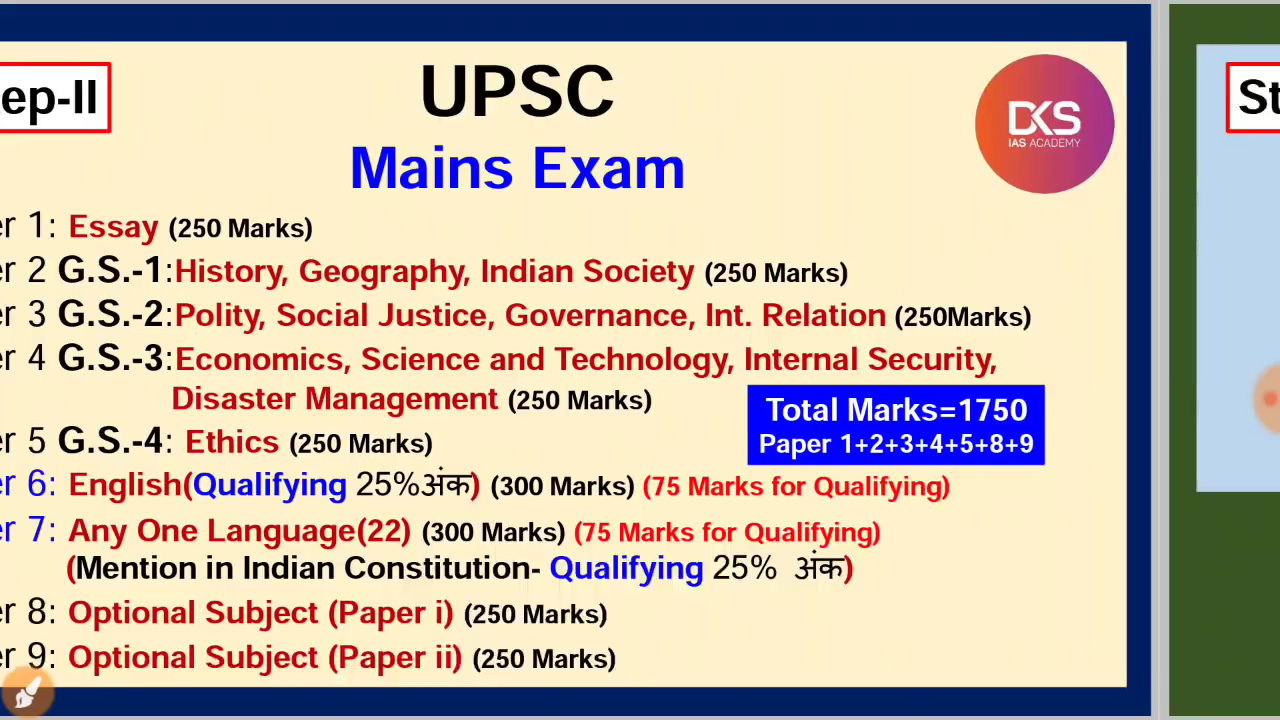 ep-II
UPSC
DKS
IAS ACADEMY
St
Mains Exam
er 1: Essay (250 Marks)
er 2 G.S.-1:History, Geography, Indian Society (250 Marks)
er 3 G.S.-2:Polity, Social Justice, Governance, Int. Relation (250Marks)
er 4 G.S.-3:Economics, Science and Technology, Internal Security,
Disaster Management (250 Marks)
Total Marks=1750
Paper 1+2+3+4+5+8+9
er 5 G.S.-4: Ethics (250 Marks)
er 6: English(Qualifying 25%अंक) (300 Marks) (75 Marks for Qualifying)
er 7: Any One Language(22) (300 Marks) (75 Marks for Qualifying)
(Mention in Indian Constitution- Qualifying 25% अंक)
er 8: Optional Subject (Paper i) (250 Marks)
er 9: Optional Subject (Paper ii) (250 Marks)